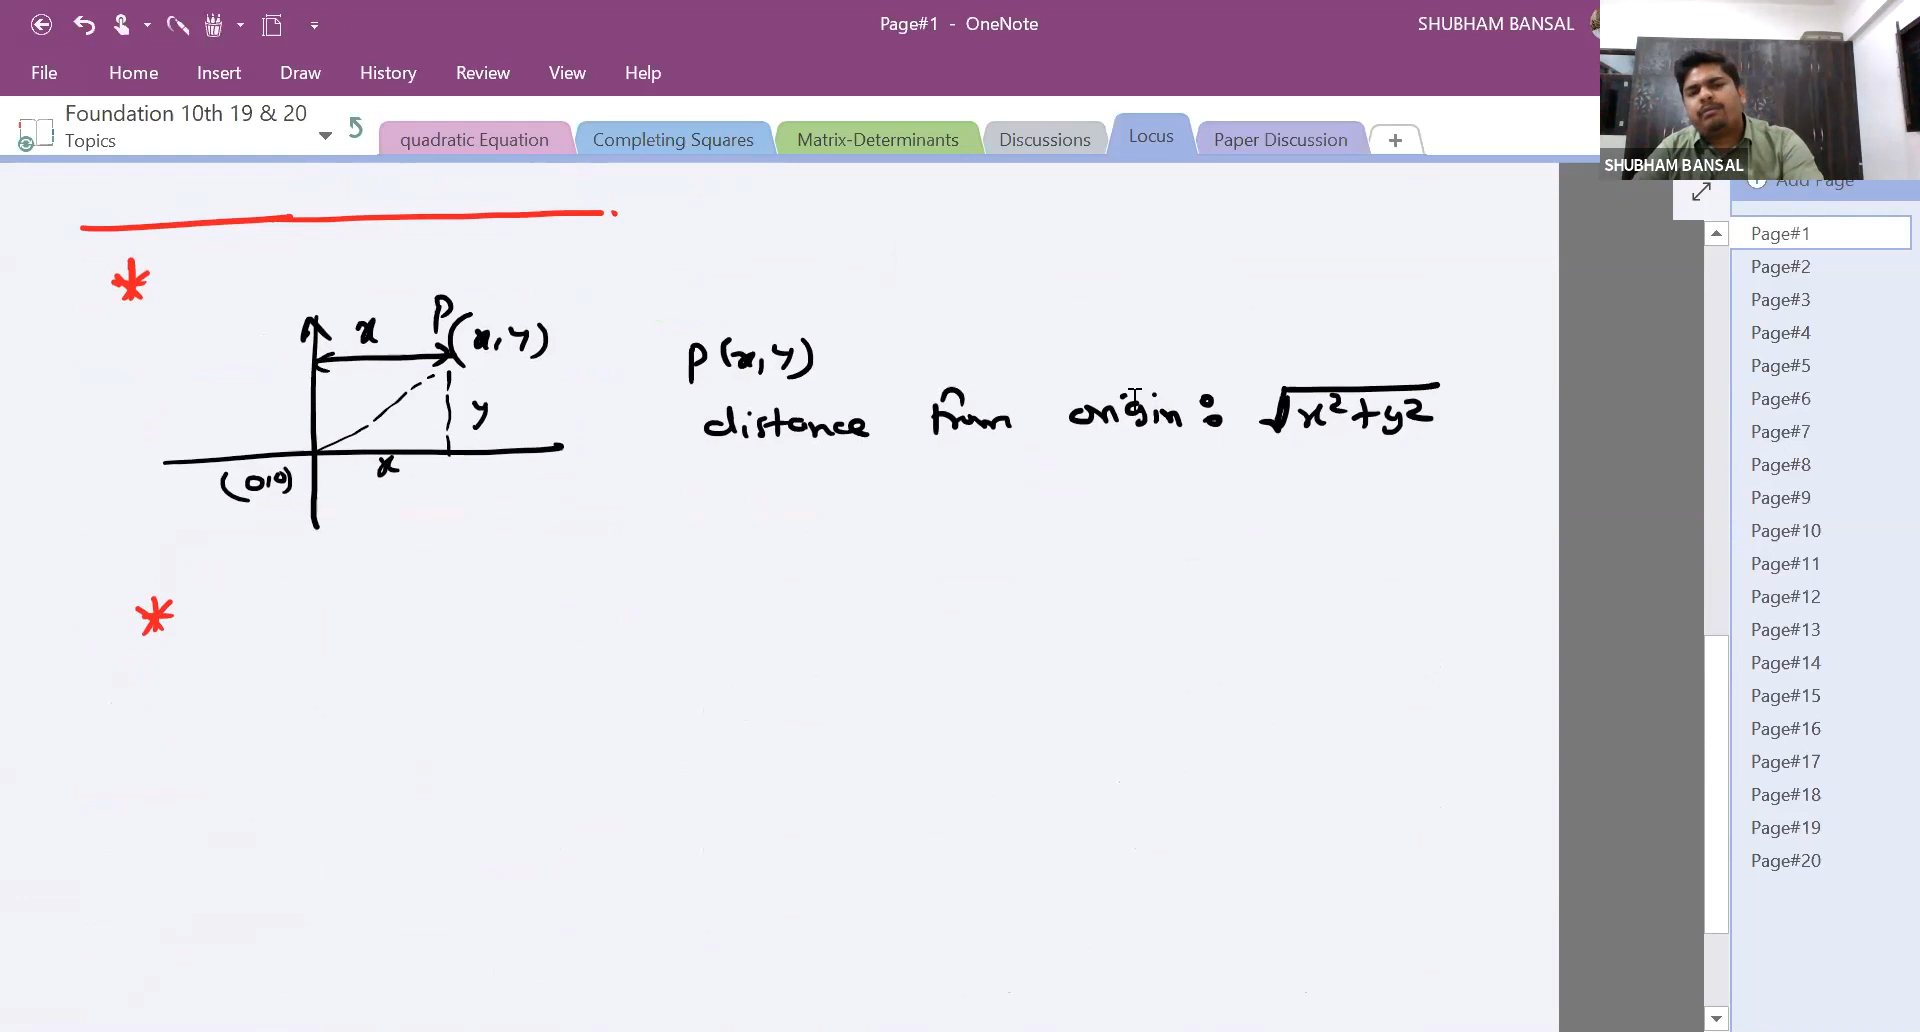 Page#1 - OneNote
SHUBHAM BANSAL
File Home Insert Draw History Review View Help
Foundation 10th 19 & 20
Topics
quadratic Equation
Completing Squares
Matrix-Determinants
Discussions
Locus
Paper Discussion
+
SHUBHAM BANSAL
Add Page
*
x
P
(x, y)
y
x
(0,0)
P(x, y)
distance from origin : √x²+y²
*
Page#1
Page#2
Page#3
Page#4
Page#5
Page#6
Page#7
Page#8
Page#9
Page#10
Page#11
Page#12
Page#13
Page#14
Page#15
Page#16
Page#17
Page#18
Page#19
Page#20